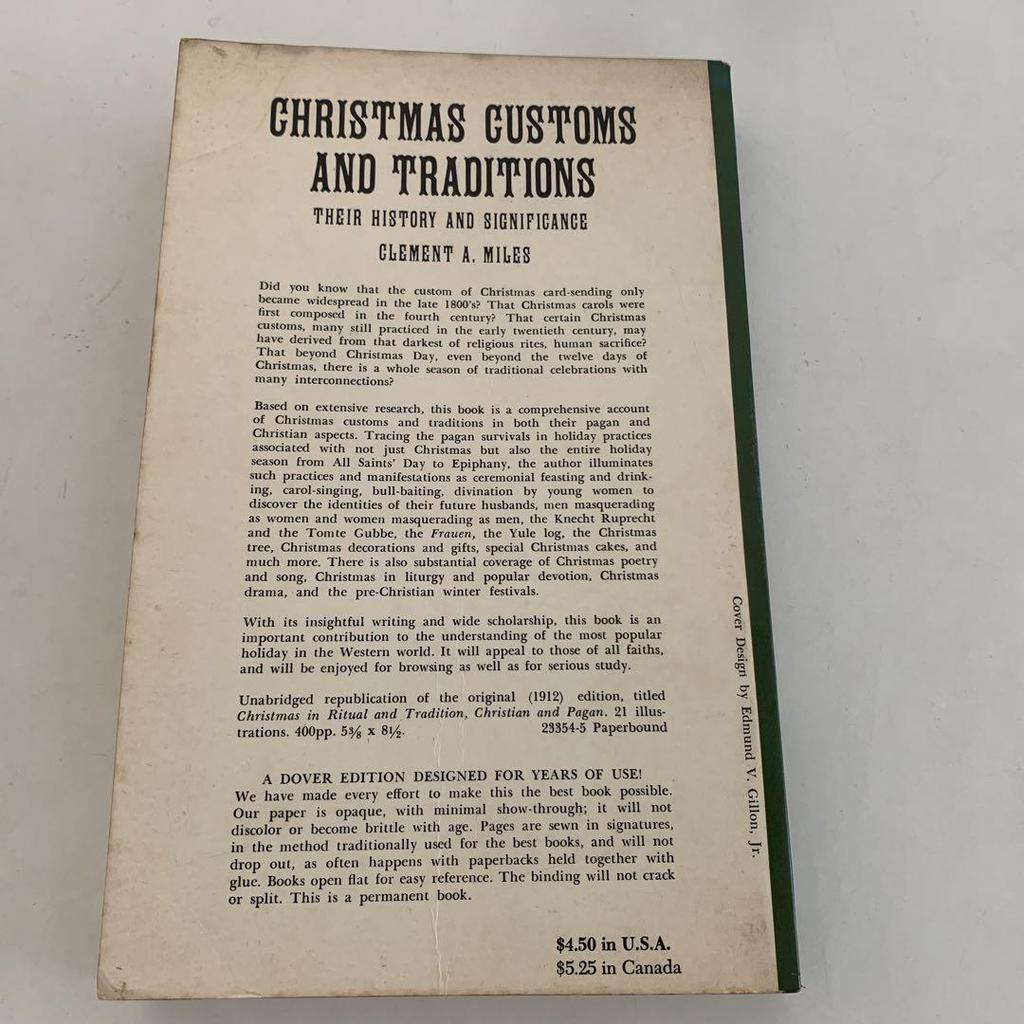 CHRISTMAS CUSTOMS
AND TRADITIONS
THEIR HISTORY AND SIGNIFICANCE
CLEMENT A. MILES
Did you know that the custom of Christmas card-sending only
became widespread in the late 1800's? That Christmas carols were
first composed in the fourth century? That certain Christmas
customs, many still practiced in the early twentieth century, may
have derived from that darkest of religious rites, human sacrifice?
That beyond Christmas Day, even beyond the twelve days of
Christmas, there is a whole season of traditional celebrations with
many interconnections?
Based on extensive research, this book is a comprehensive account
of Christmas customs and traditions in both their pagan and
Christian aspects. Tracing the pagan survivals in holiday practices
associated with not just Christmas but also the entire holiday
season from All Saints' Day to Epiphany, the author illuminates
such practices and manifestations as ceremonial feasting and drink-
ing, carol-singing, bull-baiting, divination by young women to
discover the identities of their future husbands, men masquerading
as women and women masquerading as men, the Knecht Ruprecht
and the Tomte Gubbe, the Frauen, the Yule log, the Christmas
tree, Christmas decorations and gifts, special Christmas cakes, and
much more. There is also substantial coverage of Christmas poetry
and song, Christmas in liturgy and popular devotion, Christmas
drama, and the pre-Christian winter festivals.
With its insightful writing and wide scholarship, this book is an
important contribution to the understanding of the most popular
holiday in the Western world. It will appeal to those of all faiths,
and will be enjoyed for browsing as well as for serious study.
Unabridged republication of the original (1912) edition, titled
Christmas in Ritual and Tradition, Christian and Pagan. 21 illus-
trations. 400pp. 5⅜ x 8½. 23354-5 Paperbound
A DOVER EDITION DESIGNED FOR YEARS OF USE!
We have made every effort to make this the best book possible.
Our paper is opaque, with minimal show-through; it will not
discolor or become brittle with age. Pages are sewn in signatures,
in the method traditionally used for the best books, and will not
drop out, as often happens with paperbacks held together with
glue. Books open flat for easy reference. The binding will not crack
or split. This is a permanent book.
$4.50 in U.S.A.
$5.25 in Canada
Cover Design by Edmund V. Gillon, Jr.